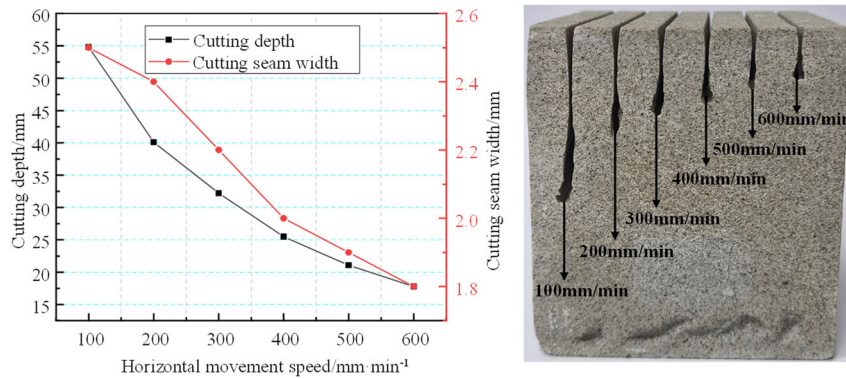 Cutting depth
Cutting seam width
Cutting depth/mm
60
55
50
45
40
35
30
25
20
15
100 200 300 400 500 600
Horizontal movement speed/mm·min⁻¹
2.6
2.4
2.2
2.0
1.8
Cutting seam width/mm
600mm/min
500mm/min
400mm/min
300mm/min
200mm/min
100mm/min